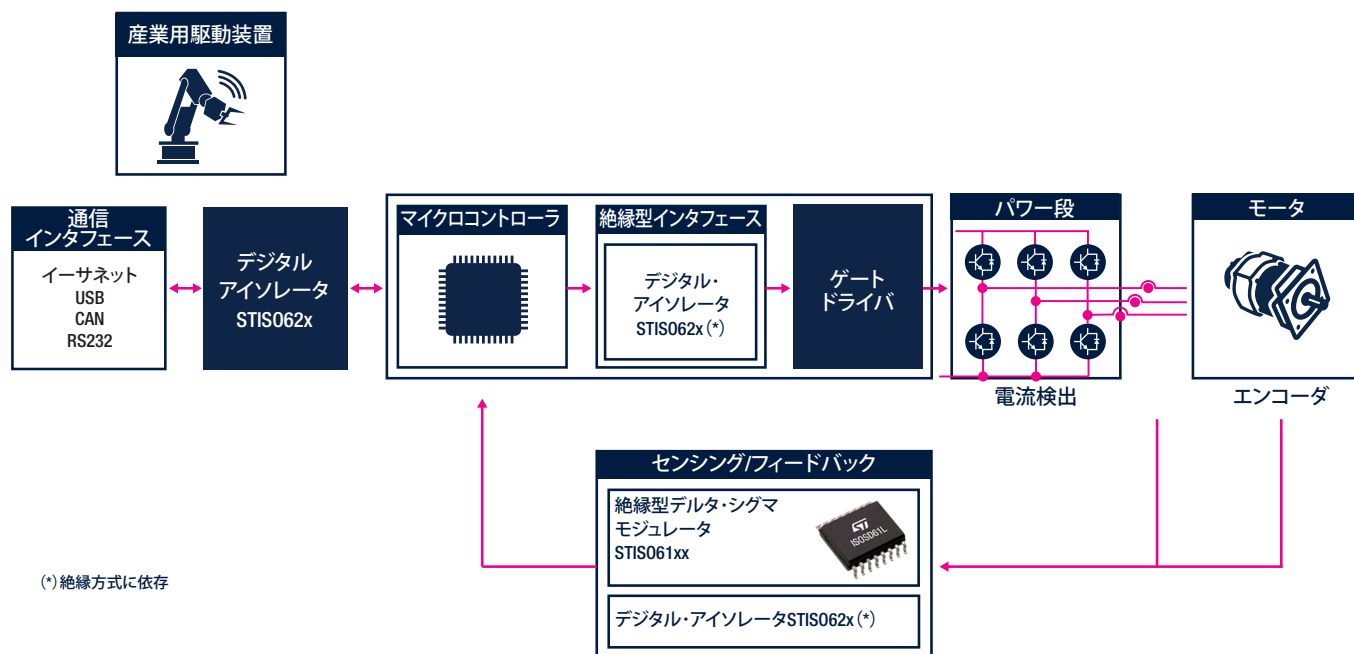 産業用駆動装置
通信
インタフェース
イーサネット
USB
CAN
RS232
デジタル
アイソレータ
STISO62x
マイクロコントローラ
絶縁型インタフェース
デジタル・
アイソレータ
STISO62x(*)
ゲート
ドライバ
パワー段
電流検出
モータ
エンコーダ
センシング/フィードバック
絶縁型デルタ・シグマ
モジュレータ
STISO61xx
ST
ISOSD61L
デジタル・アイソレータSTISO62x(*)
(*)絶縁方式に依存